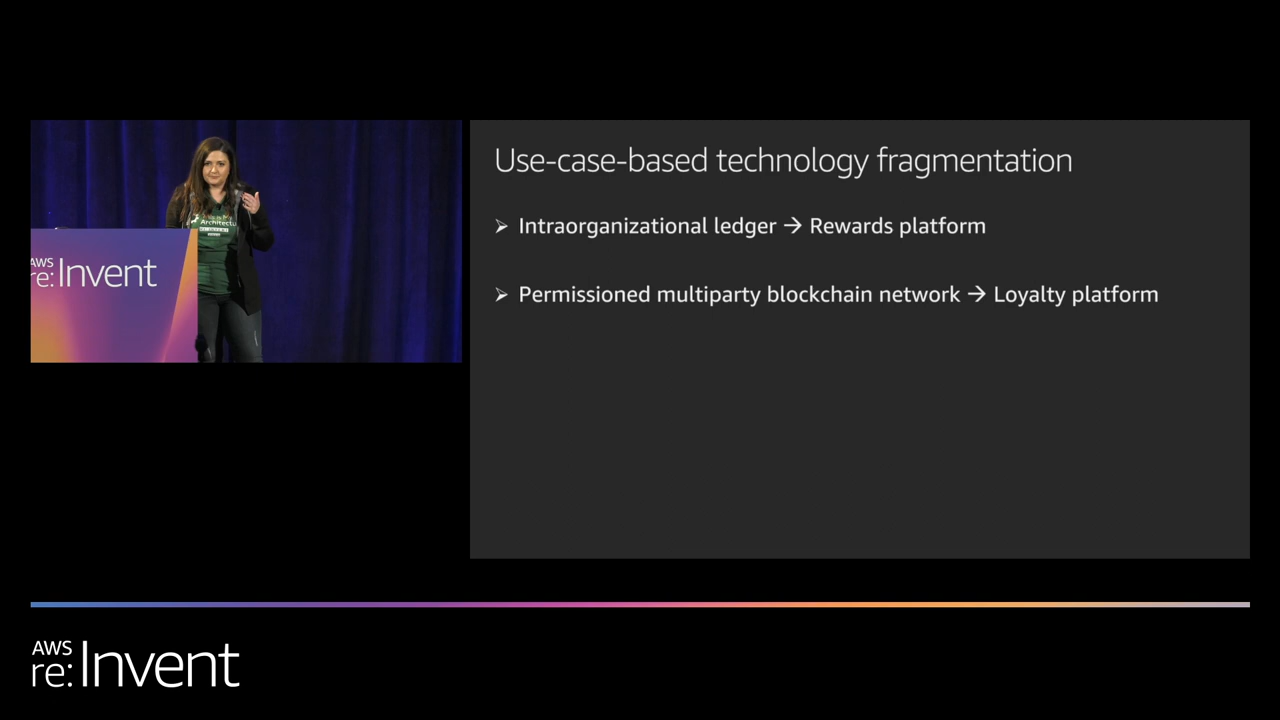 Use-case-based technology fragmentation
➢ Intraorganizational ledger → Rewards platform
➢ Permissioned multiparty blockchain network → Loyalty platform
Architectu
AWS
re:Invent
AWS
re:Invent